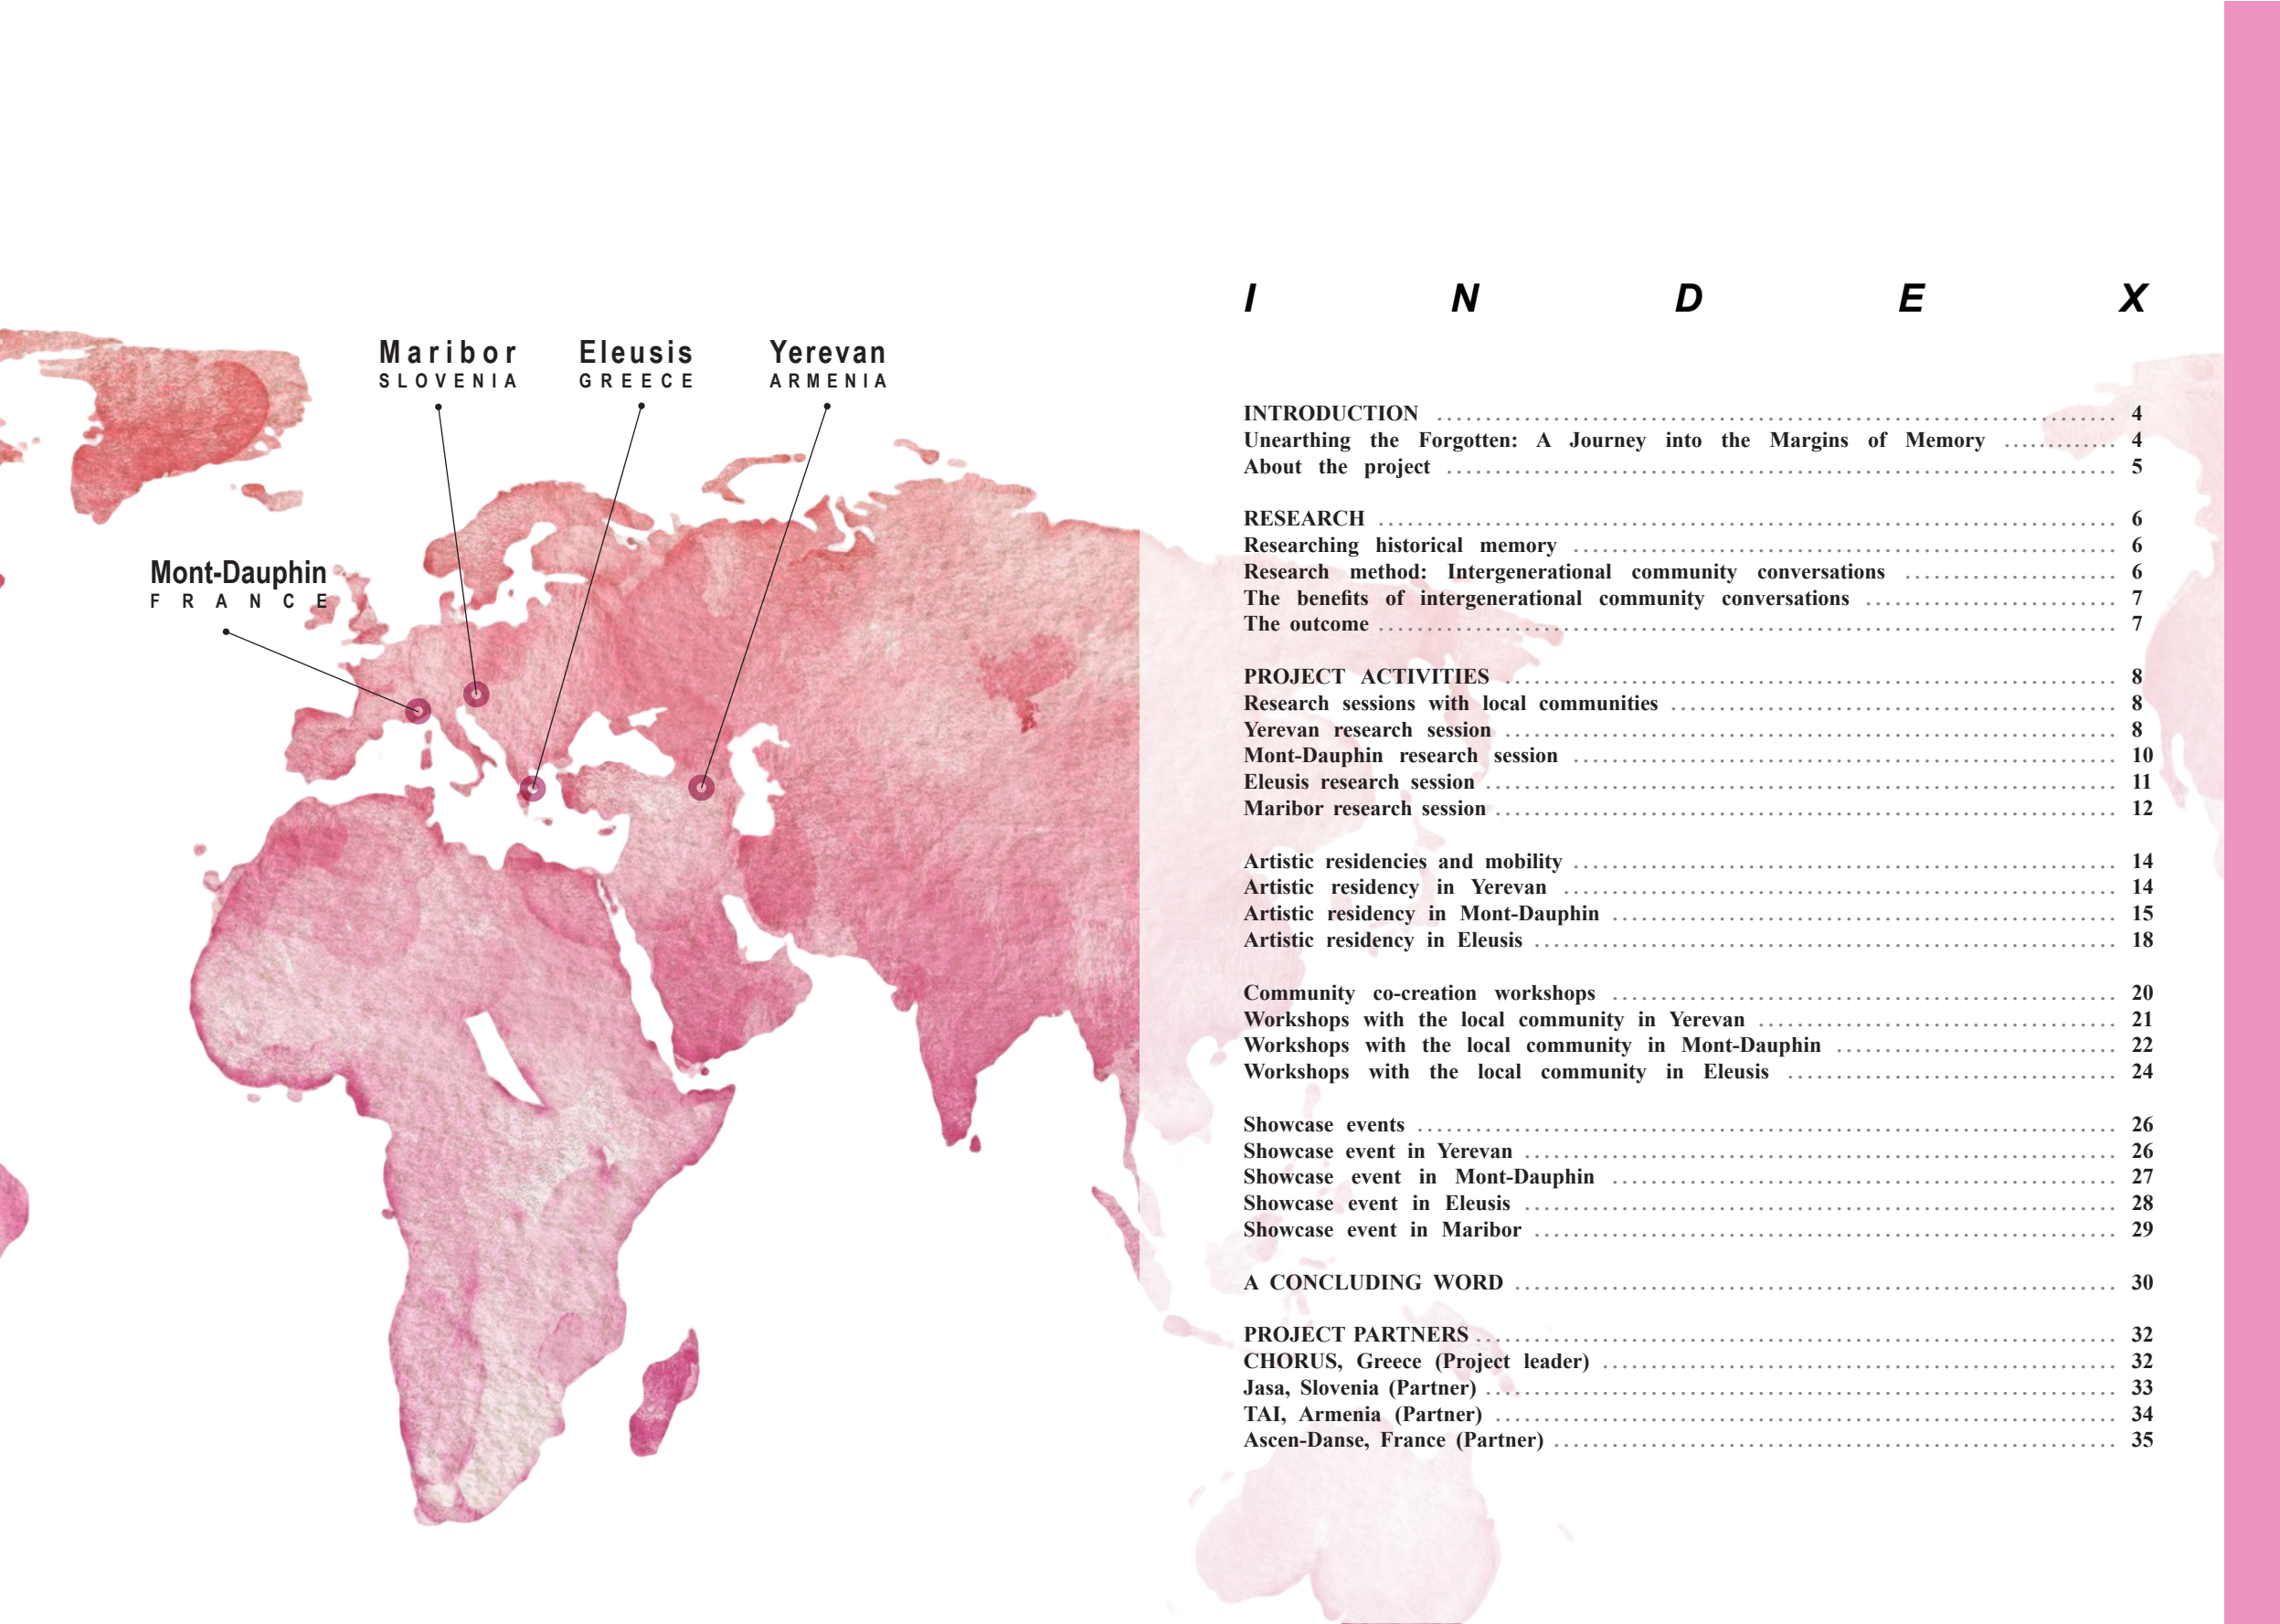 Maribor
SLOVENIA
Eleusis
GREECE
Yerevan
ARMENIA
Mont-Dauphin
FRANCE
INDEX
INTRODUCTION 4
Unearthing the Forgotten: A Journey into the Margins of Memory 4
About the project 5
RESEARCH 6
Researching historical memory 6
Research method: Intergenerational community conversations 6
The benefits of intergenerational community conversations 7
The outcome 7
PROJECT ACTIVITIES 8
Research sessions with local communities 8
Yerevan research session 8
Mont-Dauphin research session 10
Eleusis research session 11
Maribor research session 12
Artistic residencies and mobility 14
Artistic residency in Yerevan 14
Artistic residency in Mont-Dauphin 15
Artistic residency in Eleusis 18
Community co-creation workshops 20
Workshops with the local community in Yerevan 21
Workshops with the local community in Mont-Dauphin 22
Workshops with the local community in Eleusis 24
Showcase events 26
Showcase event in Yerevan 26
Showcase event in Mont-Dauphin 27
Showcase event in Eleusis 28
Showcase event in Maribor 29
A CONCLUDING WORD 30
PROJECT PARTNERS 32
CHORUS, Greece (Project leader) 32
Jasa, Slovenia (Partner) 33
TAI, Armenia (Partner) 34
Ascen-Danse, France (Partner) 35